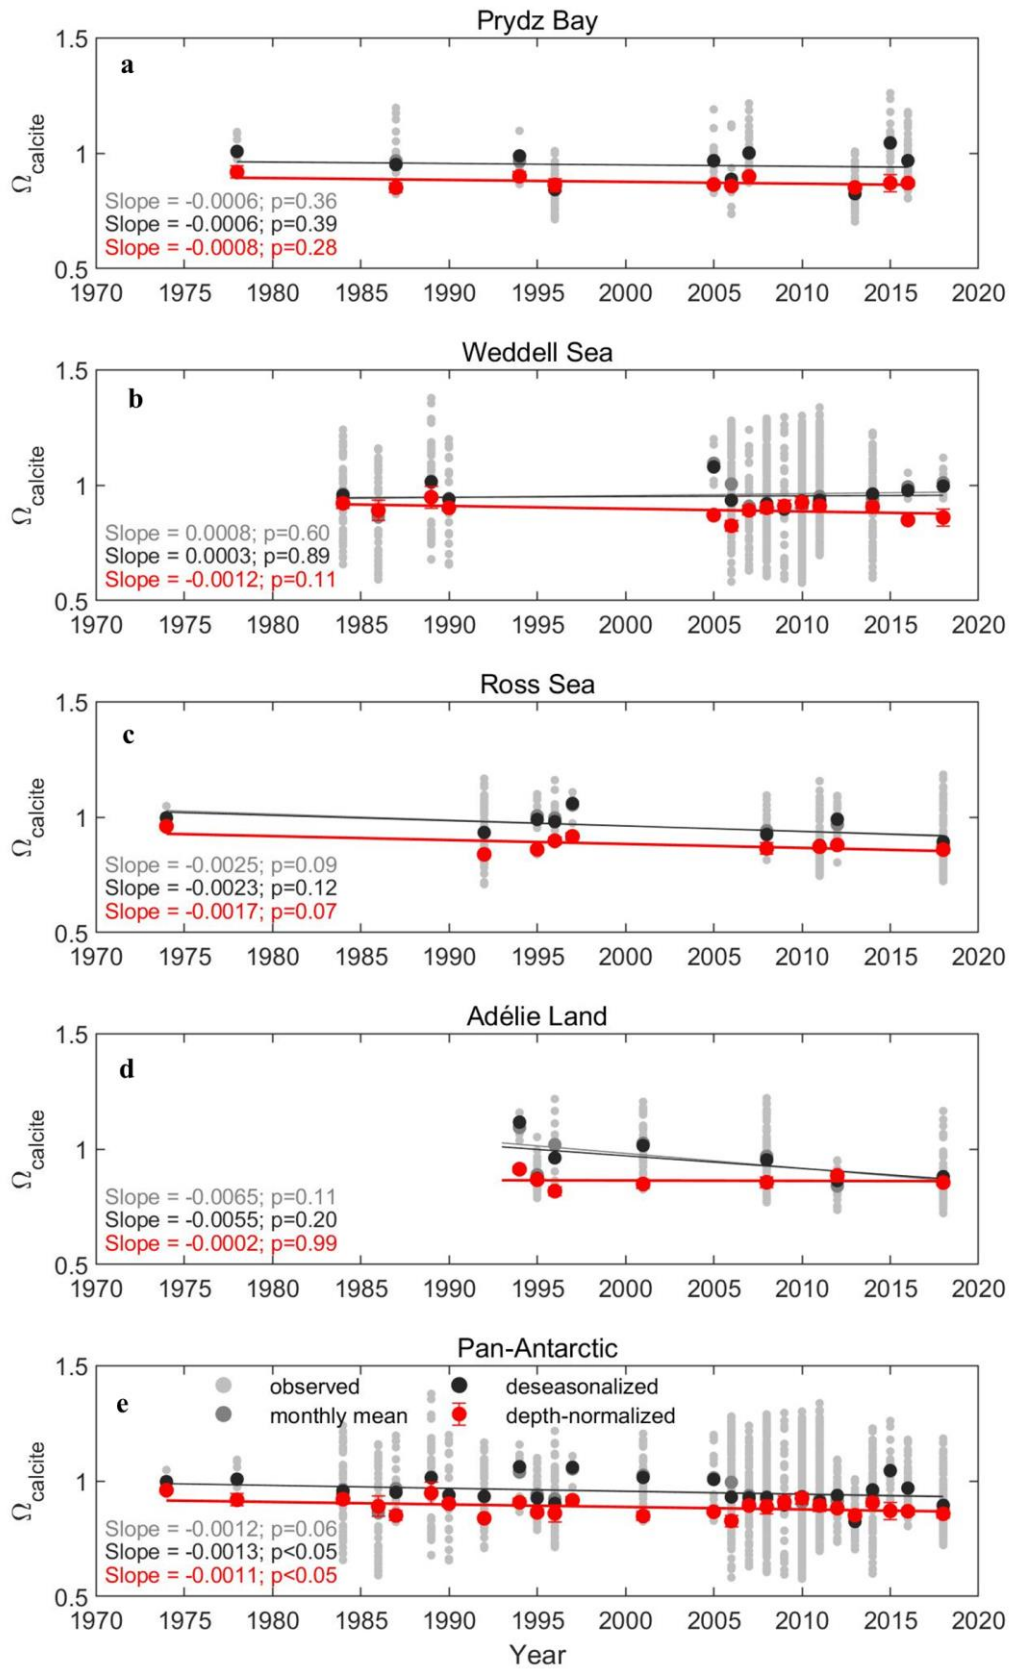 Prydz Bay
1.5
a
1
Ωcalcite
Slope = -0.0006; p=0.36
Slope = -0.0006; p=0.39
Slope = -0.0008; p=0.28
0.5
1970 1975 1980 1985 1990 1995 2000 2005 2010 2015 2020
Weddell Sea
1.5
b
1
Ωcalcite
Slope = 0.0008; p=0.60
Slope = 0.0003; p=0.89
Slope = -0.0012; p=0.11
0.5
1970 1975 1980 1985 1990 1995 2000 2005 2010 2015 2020
Ross Sea
1.5
c
1
Ωcalcite
Slope = -0.0025; p=0.09
Slope = -0.0023; p=0.12
Slope = -0.0017; p=0.07
0.5
1970 1975 1980 1985 1990 1995 2000 2005 2010 2015 2020
Adélie Land
1.5
d
1
Ωcalcite
Slope = -0.0065; p=0.11
Slope = -0.0055; p=0.20
Slope = -0.0002; p=0.99
0.5
1970 1975 1980 1985 1990 1995 2000 2005 2010 2015 2020
Pan-Antarctic
1.5
observed deseasonalized
e
monthly mean depth-normalized
1
Ωcalcite
Slope = -0.0012; p=0.06
Slope = -0.0013; p<0.05
Slope = -0.0011; p<0.05
0.5
1970 1975 1980 1985 1990 1995 2000 2005 2010 2015 2020
Year